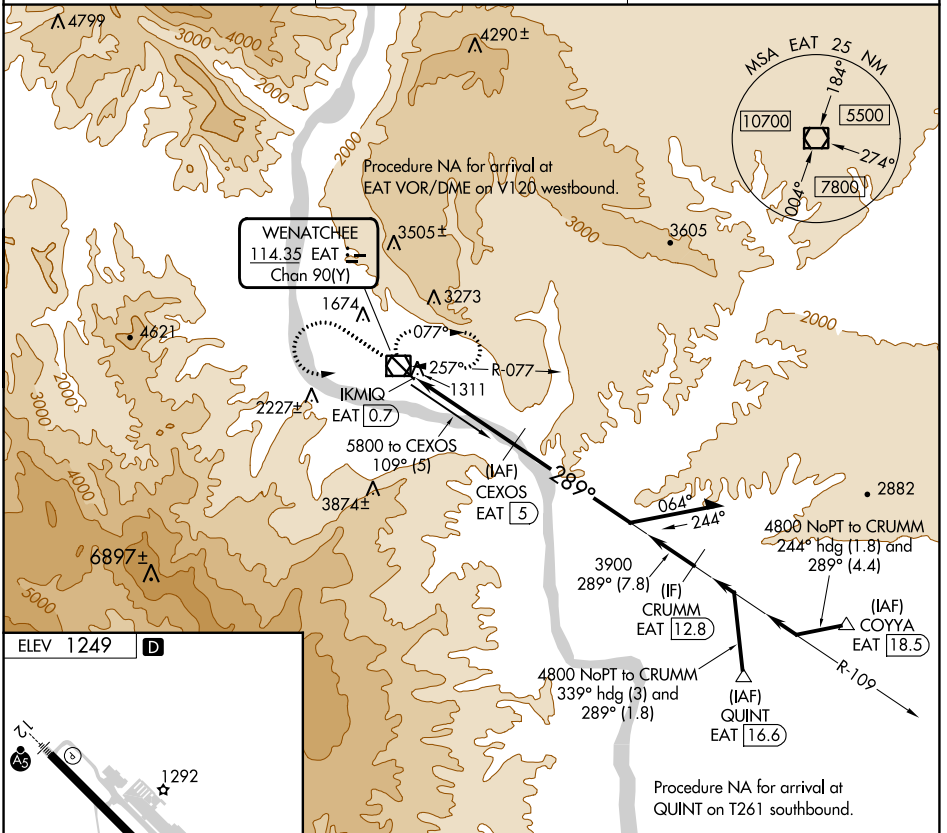 4799
3000
4000
2000
4290±
MSA EAT 25 NM
184°
10700
5500
274°
004°
7800
2000
Procedure NA for arrival at
EAT VOR/DME on V120 westbound.
3000
3605
WENATCHEE
114.35 EAT
Chan 90(Y)
3505±
3273
1674
4621
2000
077°
257°
R-077
1311
IKMIQ
EAT 0.7
2227±
2000
3000
5800 to CEXOS
109° (5)
(IAF)
CEXOS
EAT 5
289°
064°
244°
2882
4000
3874±
4800 NoPT to CRUMM
244° hdg (1.8) and
289° (4.4)
6897±
5000
3900
289° (7.8)
(IF)
CRUMM
EAT 12.8
(IAF)
COYYA
EAT 18.5
R-109
4800 NoPT to CRUMM
339° hdg (3) and
289° (1.8)
(IAF)
QUINT
EAT 16.6
ELEV 1249 D
12
A5
P
1292
Procedure NA for arrival at
QUINT on T261 southbound.